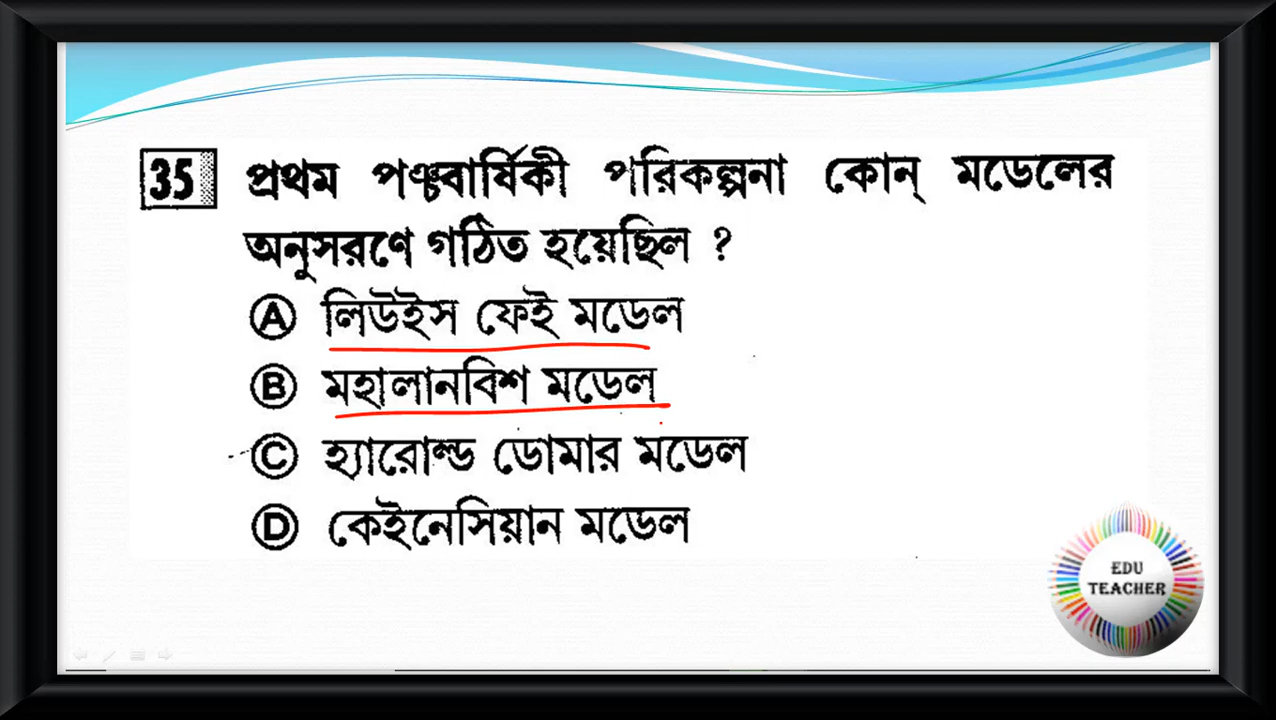 35 প্রথম পঞ্চবার্ষিকী পরিকল্পনা কোন্ মডেলের
অনুসরণে গঠিত হয়েছিল ?
Ⓐ লিউইস ফেই মডেল
Ⓑ মহালানবিশ মডেল
Ⓒ হ্যারোল্ড ডোমার মডেল
Ⓓ কেইনেসিয়ান মডেল
EDU
TEACHER